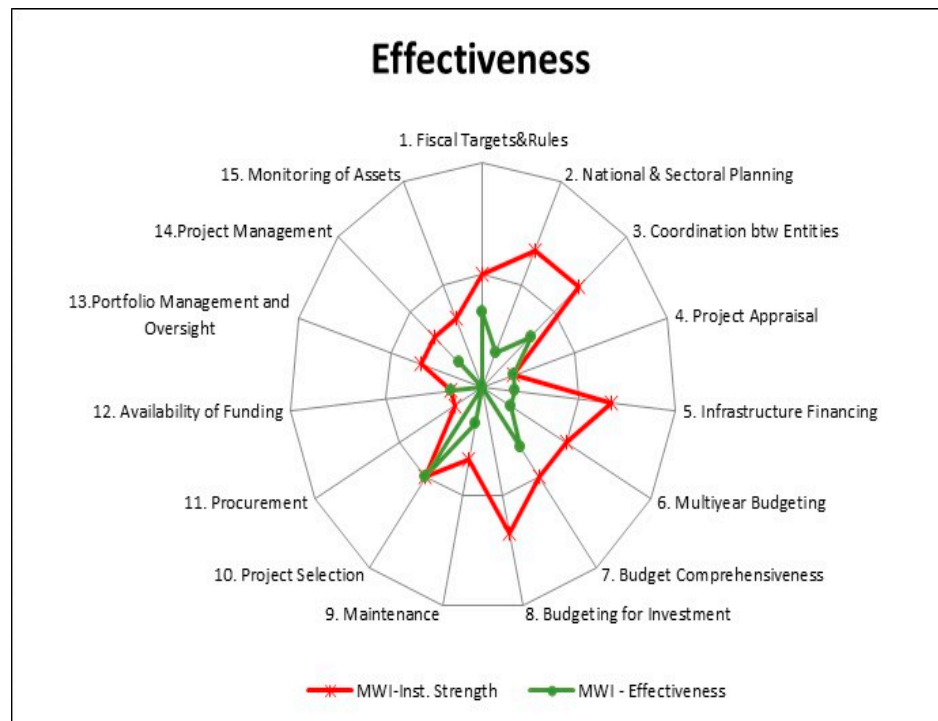 Effectiveness
1. Fiscal Targets&Rules
15. Monitoring of Assets
2. National & Sectoral Planning
14.Project Management
3. Coordination btw Entities
13.Portfolio Management and
Oversight
4. Project Appraisal
12. Availability of Funding
5. Infrastructure Financing
11. Procurement
6. Multiyear Budgeting
10. Project Selection
7. Budget Comprehensiveness
9. Maintenance
8. Budgeting for Investment
MWI-Inst. Strength
MWI - Effectiveness